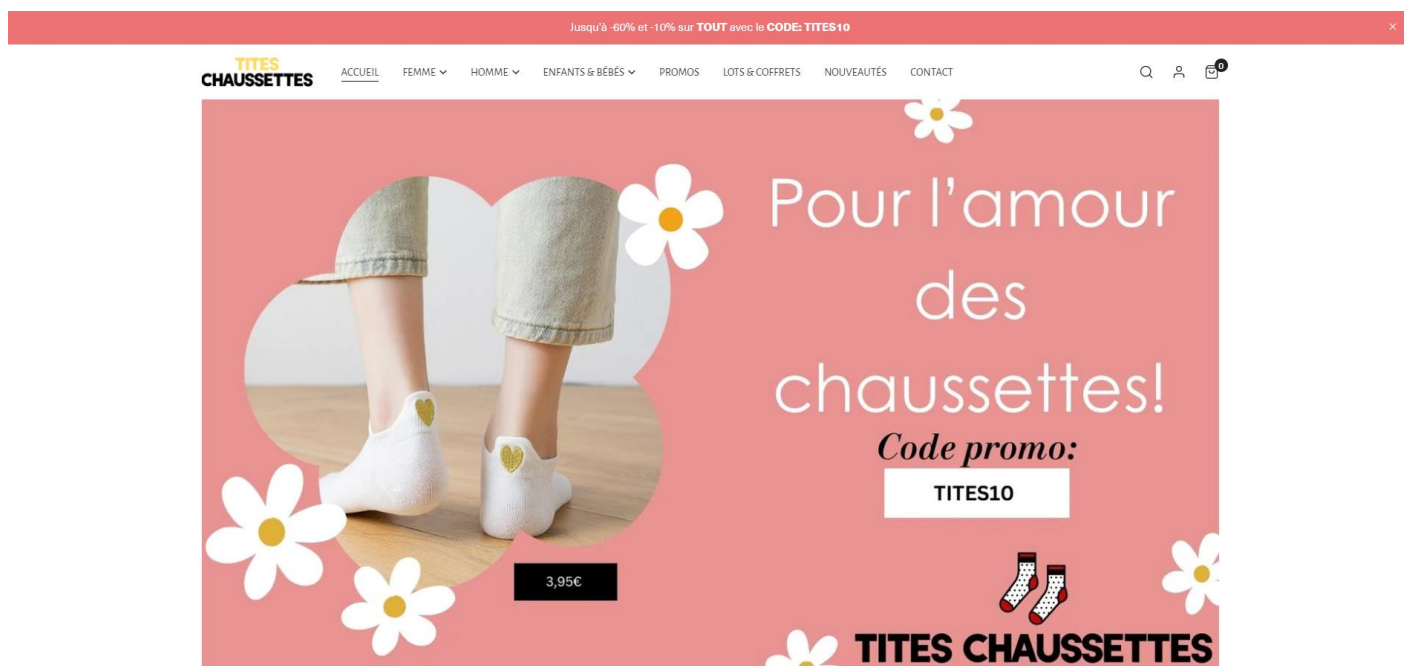 Jusqu'à -60% et -10% sur TOUT avec le CODE: TITES10
TITES
CHAUSSETTES
ACCUEIL FEMME HOMME ENFANTS & BÉBÉS PROMOS LOTS & COFFRETS NOUVEAUTÉS CONTACT
0
Pour l'amour
des
chaussettes!
Code promo:
TITES10
3,95€
TITES CHAUSSETTES